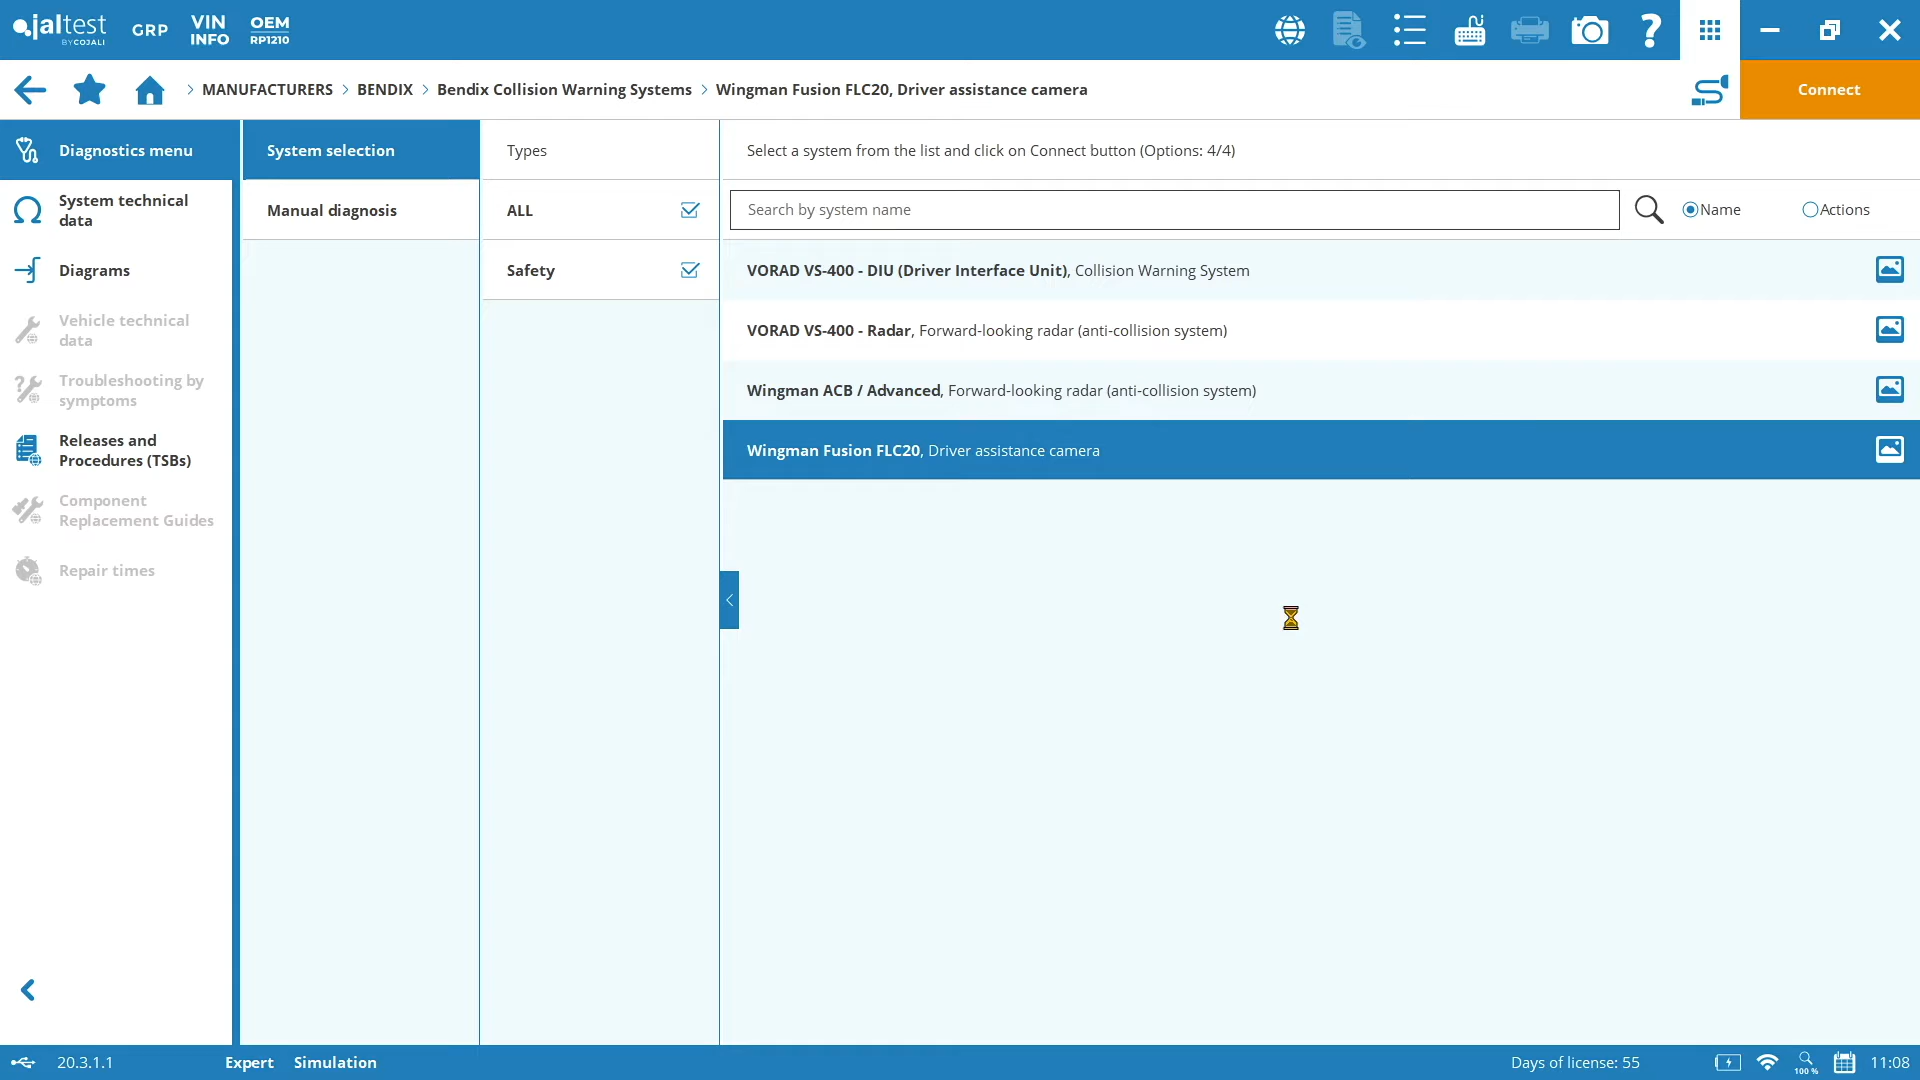 jaltest
BY COJALI
GRP
VIN
INFO
OEM
RP1210
MANUFACTURERS > BENDIX > Bendix Collision Warning Systems > Wingman Fusion FLC20, Driver assistance camera
Connect
Diagnostics menu
System technical
data
Diagrams
Vehicle technical
data
Troubleshooting by
symptoms
Releases and
Procedures (TSBs)
Component
Replacement Guides
Repair times
System selection
Manual diagnosis
Types
ALL
Safety
Select a system from the list and click on Connect button (Options: 4/4)
Search by system name
Name
Actions
VORAD VS-400 - DIU (Driver Interface Unit), Collision Warning System
VORAD VS-400 - Radar, Forward-looking radar (anti-collision system)
Wingman ACB / Advanced, Forward-looking radar (anti-collision system)
Wingman Fusion FLC20, Driver assistance camera
20.3.1.1
Expert
Simulation
Days of license: 55
100 %
11:08